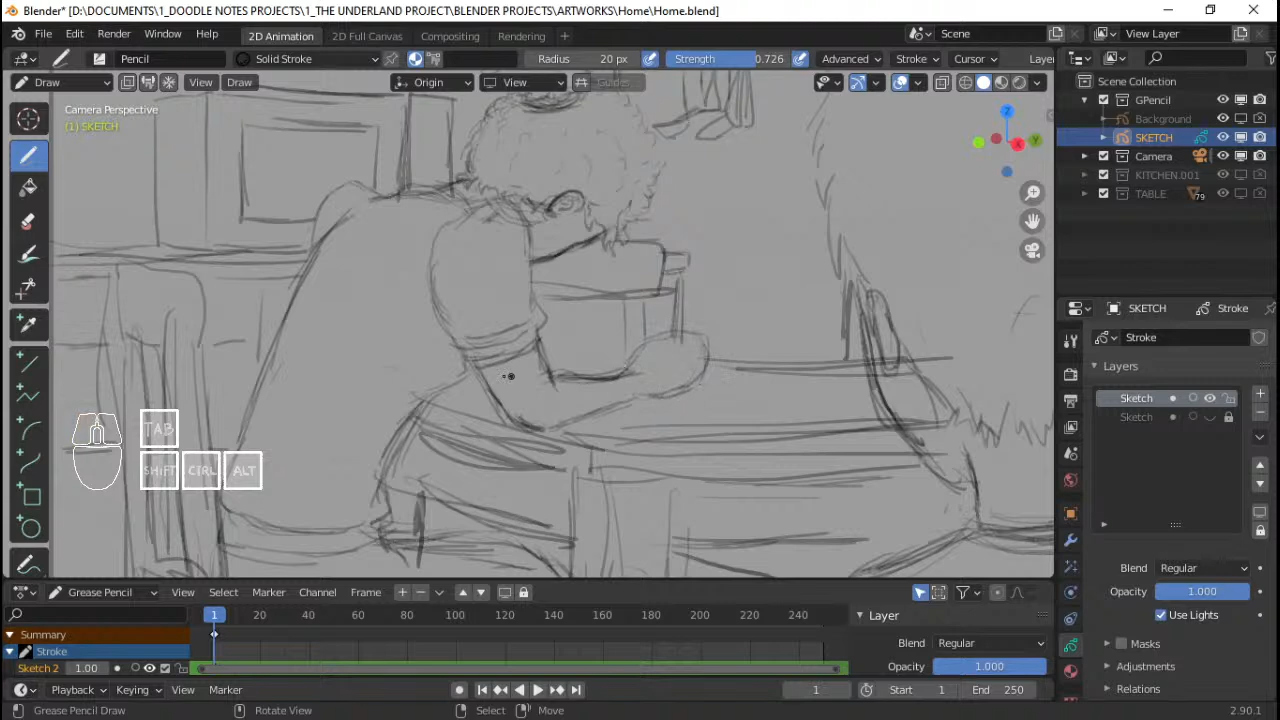 Blender* [D:\DOCUMENTS\1_DOODLE NOTES PROJECTS\1_THE UNDERLAND PROJECT\BLENDER PROJECTS\ARTWORKS\Home\Home.blend]
File Edit Render Window Help 2D Animation 2D Full Canvas Compositing Rendering Scene View Layer
Pencil Solid Stroke Radius 20 px Strength 0.726 Advanced Stroke Cursor Layer
Draw View Draw Origin View Guides
Camera Perspective
(1) SKETCH
Scene Collection
GPencil
Background
SKETCH
Camera
KITCHEN.001
TABLE 79
SKETCH Stroke
Stroke
Layers
Sketch
Sketch
TAB
SHIFT CTRL ALT
Blend Regular
Opacity 1.000
Use Lights
Masks
Adjustments
Relations
Grease Pencil View Select Marker Channel Frame
1 20 40 60 80 100 120 140 160 180 200 220 240
Layer
Summary
Stroke
Sketch 2 1.00
Blend Regular
Opacity 1.000
Playback Keying View Marker 1 Start 1 End 250
Grease Pencil Draw Rotate View Select Move 2.90.1